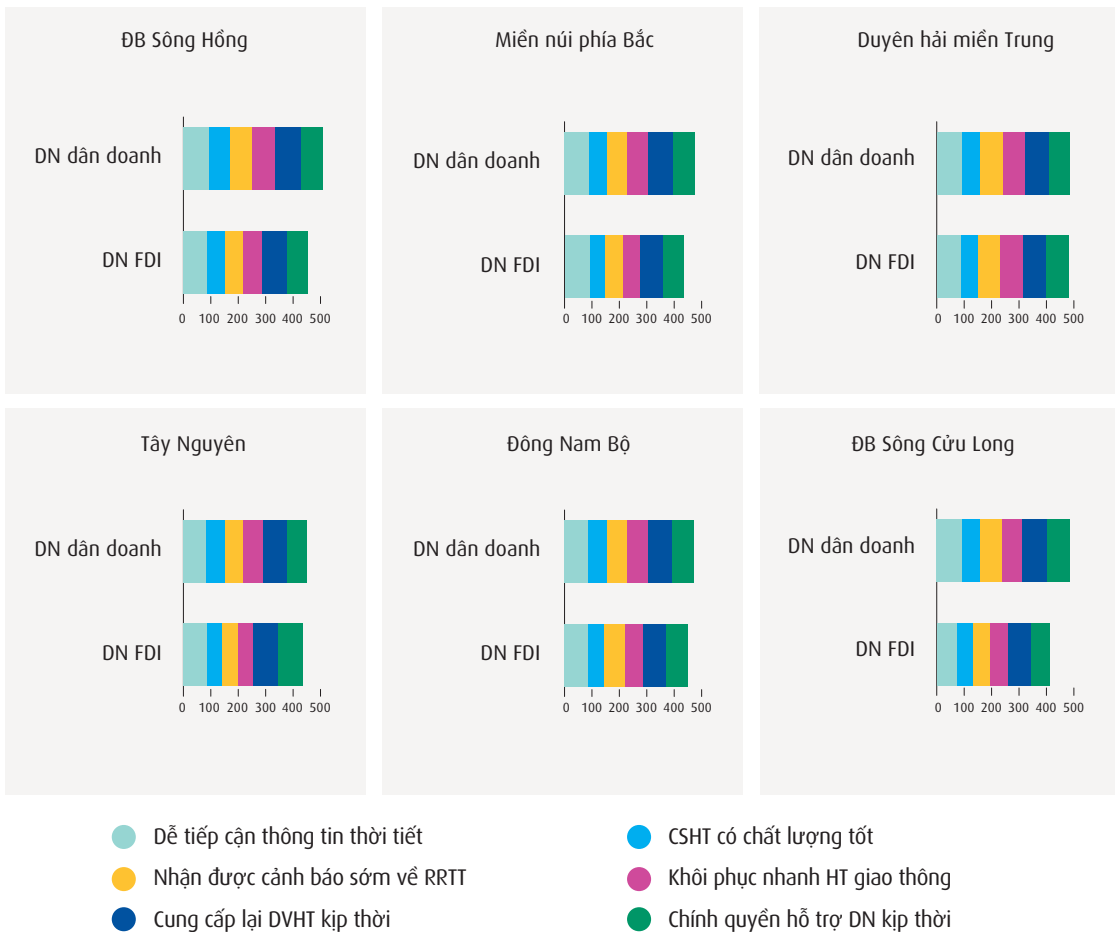 ĐB Sông Hồng
DN dân doanh
DN FDI
0 100 200 300 400 500
Miền núi phía Bắc
DN dân doanh
DN FDI
0 100 200 300 400 500
Duyên hải miền Trung
DN dân doanh
DN FDI
0 100 200 300 400 500
Tây Nguyên
DN dân doanh
DN FDI
0 100 200 300 400 500
Đông Nam Bộ
DN dân doanh
DN FDI
0 100 200 300 400 500
ĐB Sông Cửu Long
DN dân doanh
DN FDI
0 100 200 300 400 500
Dễ tiếp cận thông tin thời tiết
CSHT có chất lượng tốt
Nhận được cảnh báo sớm về RRTT
Khôi phục nhanh HT giao thông
Cung cấp lại DVHT kịp thời
Chính quyền hỗ trợ DN kịp thời